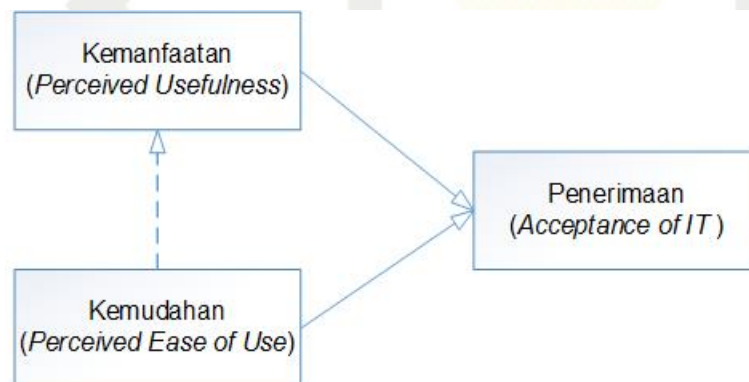 Kemanfaatan
(Perceived Usefulness)
Penerimaan
(Acceptance of IT )
Kemudahan
(Perceived Ease of Use)